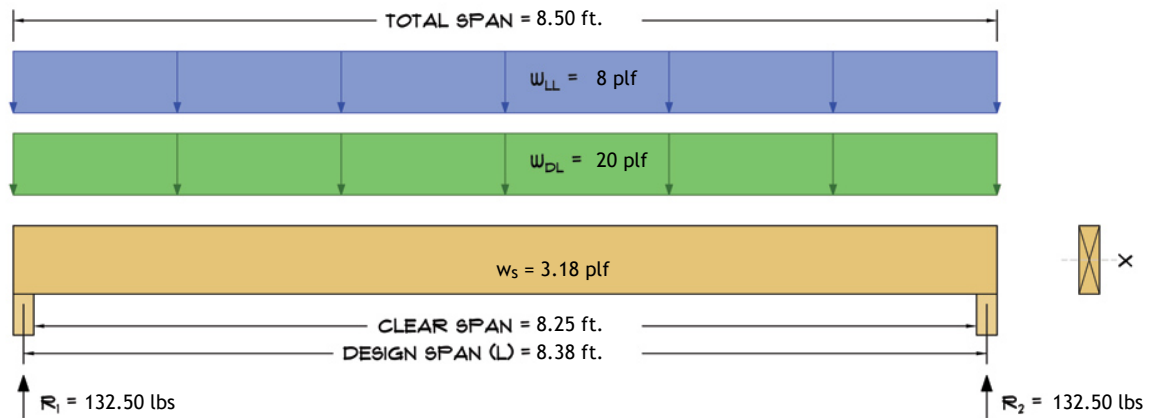 TOTAL SPAN = 8.50 ft.
WLL = 8 plf
WDL = 20 plf
ws = 3.18 plf
X
CLEAR SPAN = 8.25 ft.
DESIGN SPAN (L) = 8.38 ft.
R1 = 132.50 lbs
R2 = 132.50 lbs